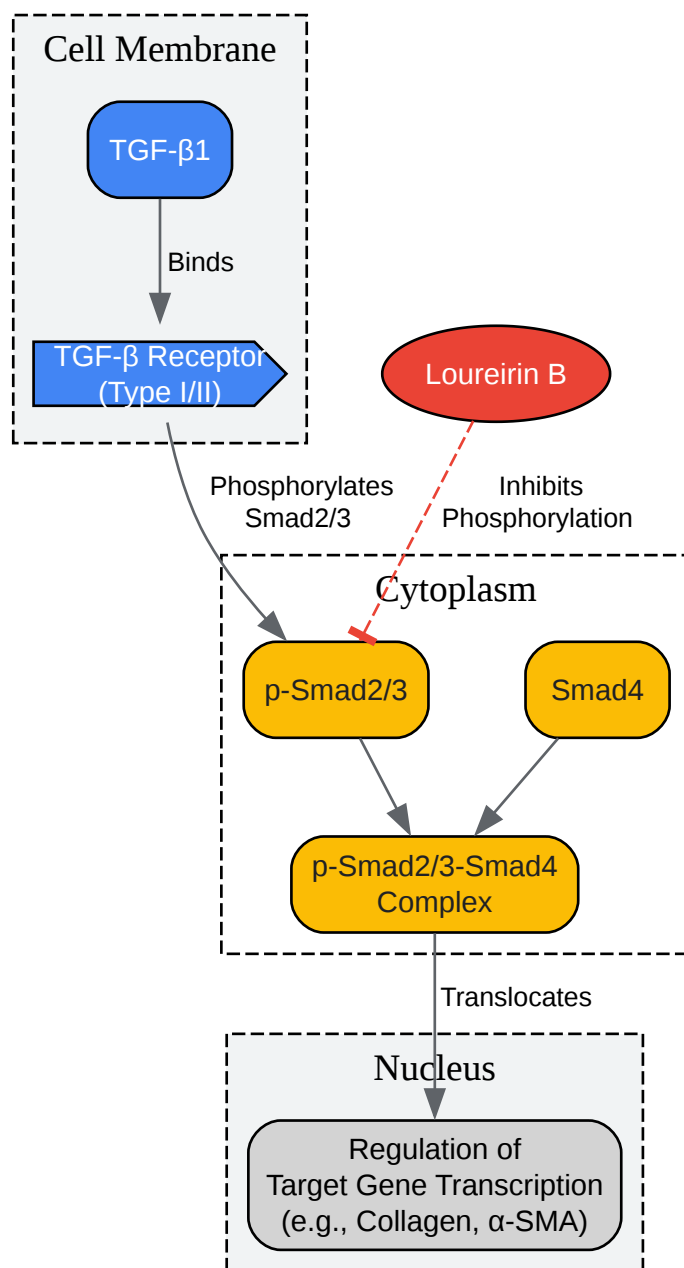 Cell Membrane
TGF-β1
Binds
TGF-β Receptor
(Type I/II)
Loureirin B
Phosphorylates
Smad2/3
Inhibits
Phosphorylation
Cytoplasm
p-Smad2/3
Smad4
p-Smad2/3-Smad4
Complex
Translocates
Nucleus
Regulation of
Target Gene Transcription
(e.g., Collagen, α-SMA)